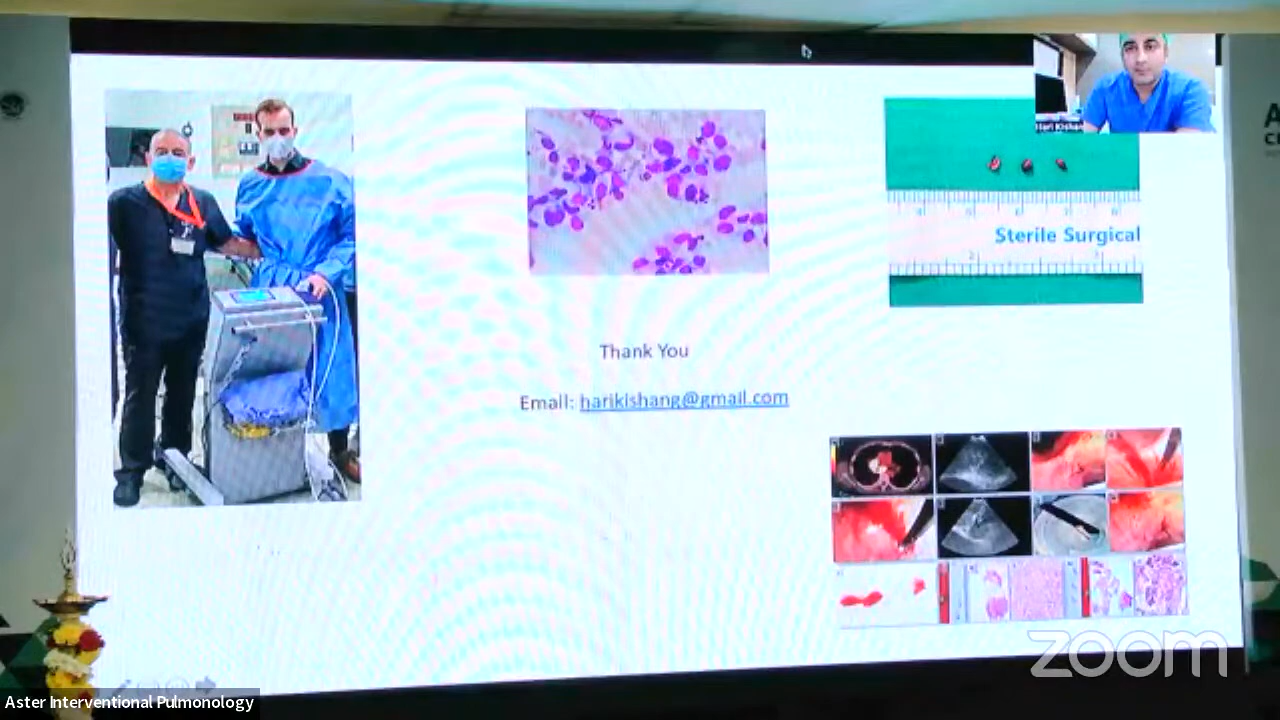 Hari Kishan
Sterile Surgical
Thank You
Email: harikishang@gmail.com
zoom
Aster Interventional Pulmonology